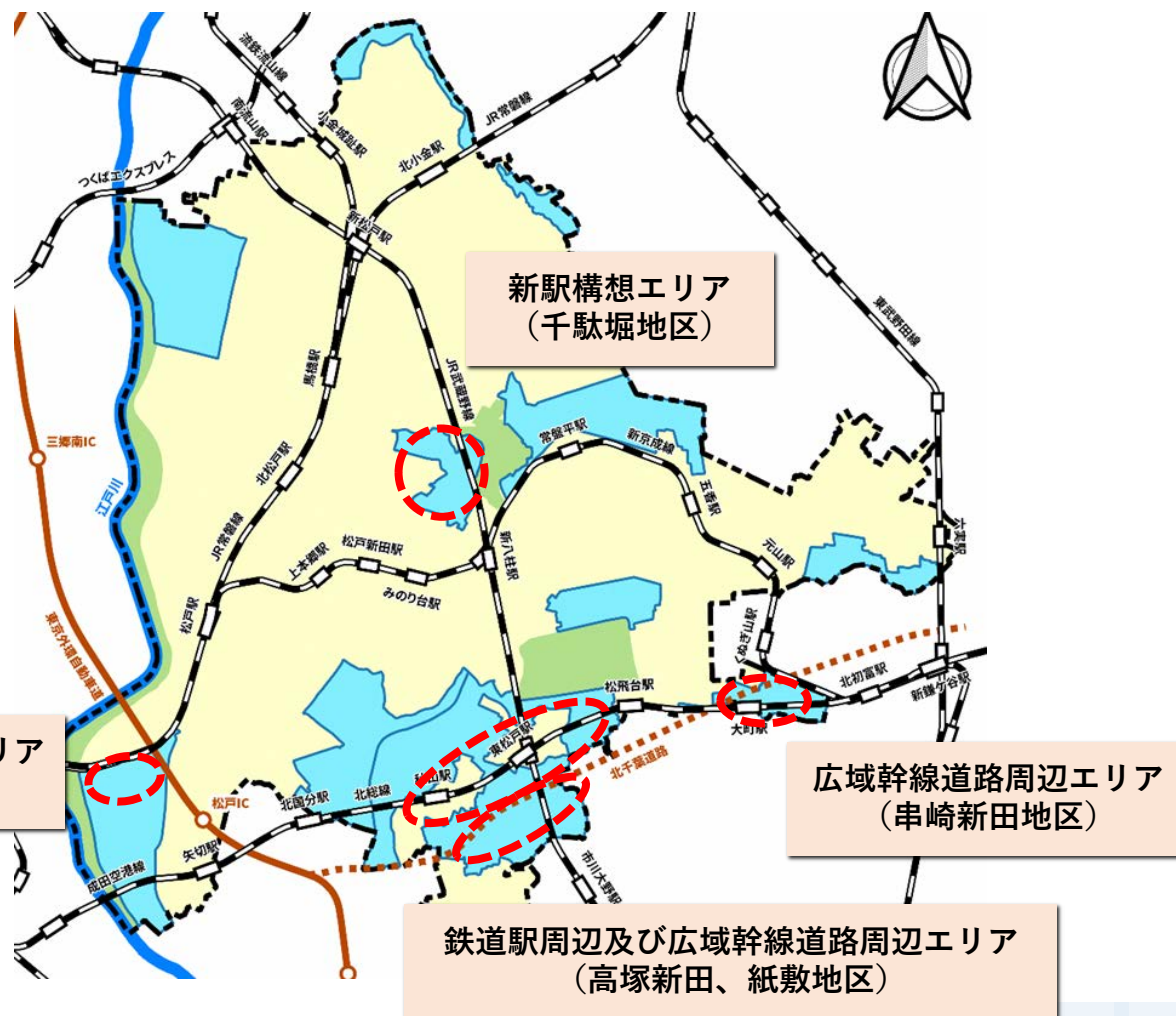 流鉄流山線
南流山駅
小金城趾駅
JR常磐線
北小金駅
つくばエクスプレス
新松戸駅
新駅構想エリア
（千駄堀地区）
東武野田線
馬橋駅
JR武蔵野線
常盤平駅
新京成線
三郷南IC
北松戸駅
江戸川
五香駅
JR常磐線
上本郷駅
松戸新田駅
みのり台駅
新八柱駅
元山駅
六実駅
松戸駅
東京外環自動車道
くぬぎ山駅
北初富駅
新鎌ケ谷駅
松飛台駅
大町駅
リア
東松戸駅
秋山駅
北千葉道路
広域幹線道路周辺エリア
（串崎新田地区）
松戸IC
北国分駅
北総線
矢切駅
成田空港線
市川大野駅
鉄道駅周辺及び広域幹線道路周辺エリア
（高塚新田、紙敷地区）